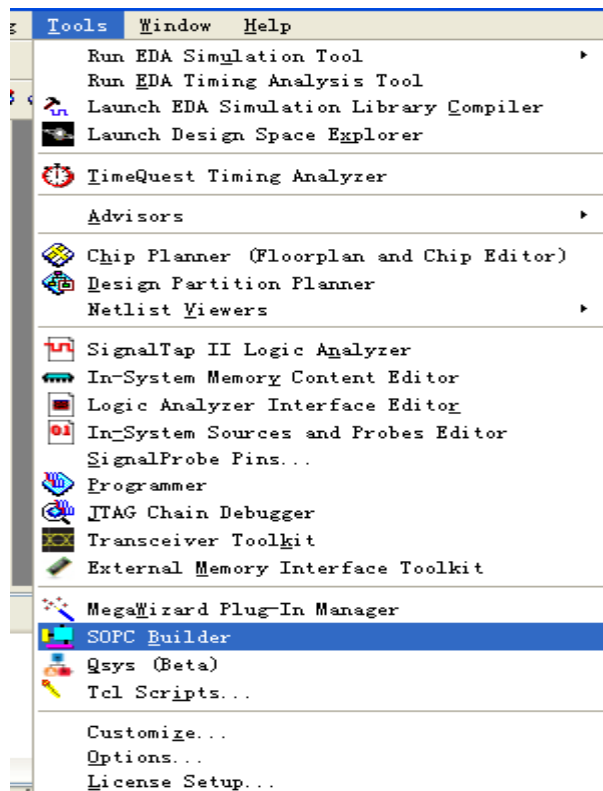 Tools Window Help
Run EDA Simulation Tool
Run EDA Timing Analysis Tool
Launch EDA Simulation Library Compiler
Launch Design Space Explorer
TimeQuest Timing Analyzer
Advisors
Chip Planner (Floorplan and Chip Editor)
Design Partition Planner
Netlist Viewers
SignalTap II Logic Analyzer
In-System Memory Content Editor
Logic Analyzer Interface Editor
In-System Sources and Probes Editor
SignalProbe Pins...
Programmer
JTAG Chain Debugger
Transceiver Toolkit
External Memory Interface Toolkit
MegaWizard Plug-In Manager
SOPC Builder
Qsys (Beta)
Tcl Scripts...
Customize...
Options...
License Setup...